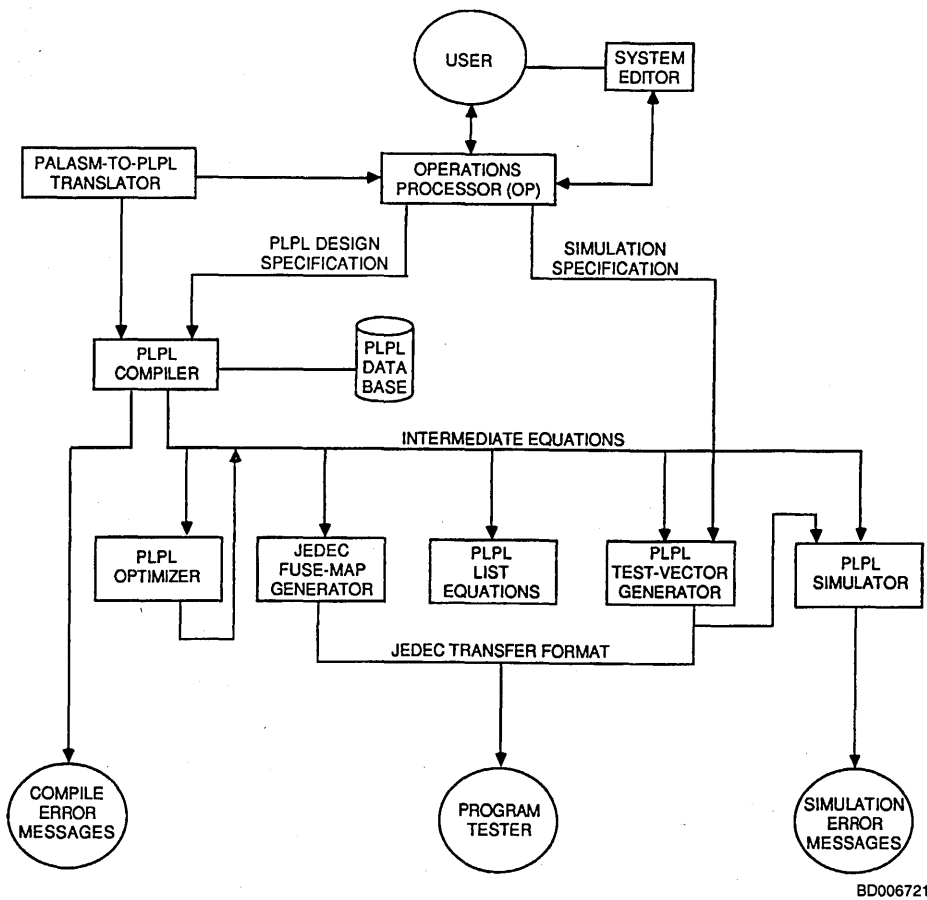 USER
SYSTEM
EDITOR
PALASM-TO-PLPL
TRANSLATOR
OPERATIONS
PROCESSOR (OP)
PLPL DESIGN
SPECIFICATION
SIMULATION
SPECIFICATION
PLPL
COMPILER
PLPL
DATA
BASE
INTERMEDIATE EQUATIONS
PLPL
OPTIMIZER
JEDEC
FUSE-MAP
GENERATOR
PLPL
LIST
EQUATIONS
PLPL
TEST-VECTOR
GENERATOR
PLPL
SIMULATOR
JEDEC TRANSFER FORMAT
COMPILE
ERROR
MESSAGES
PROGRAM
TESTER
SIMULATION
ERROR
MESSAGES
BD006721